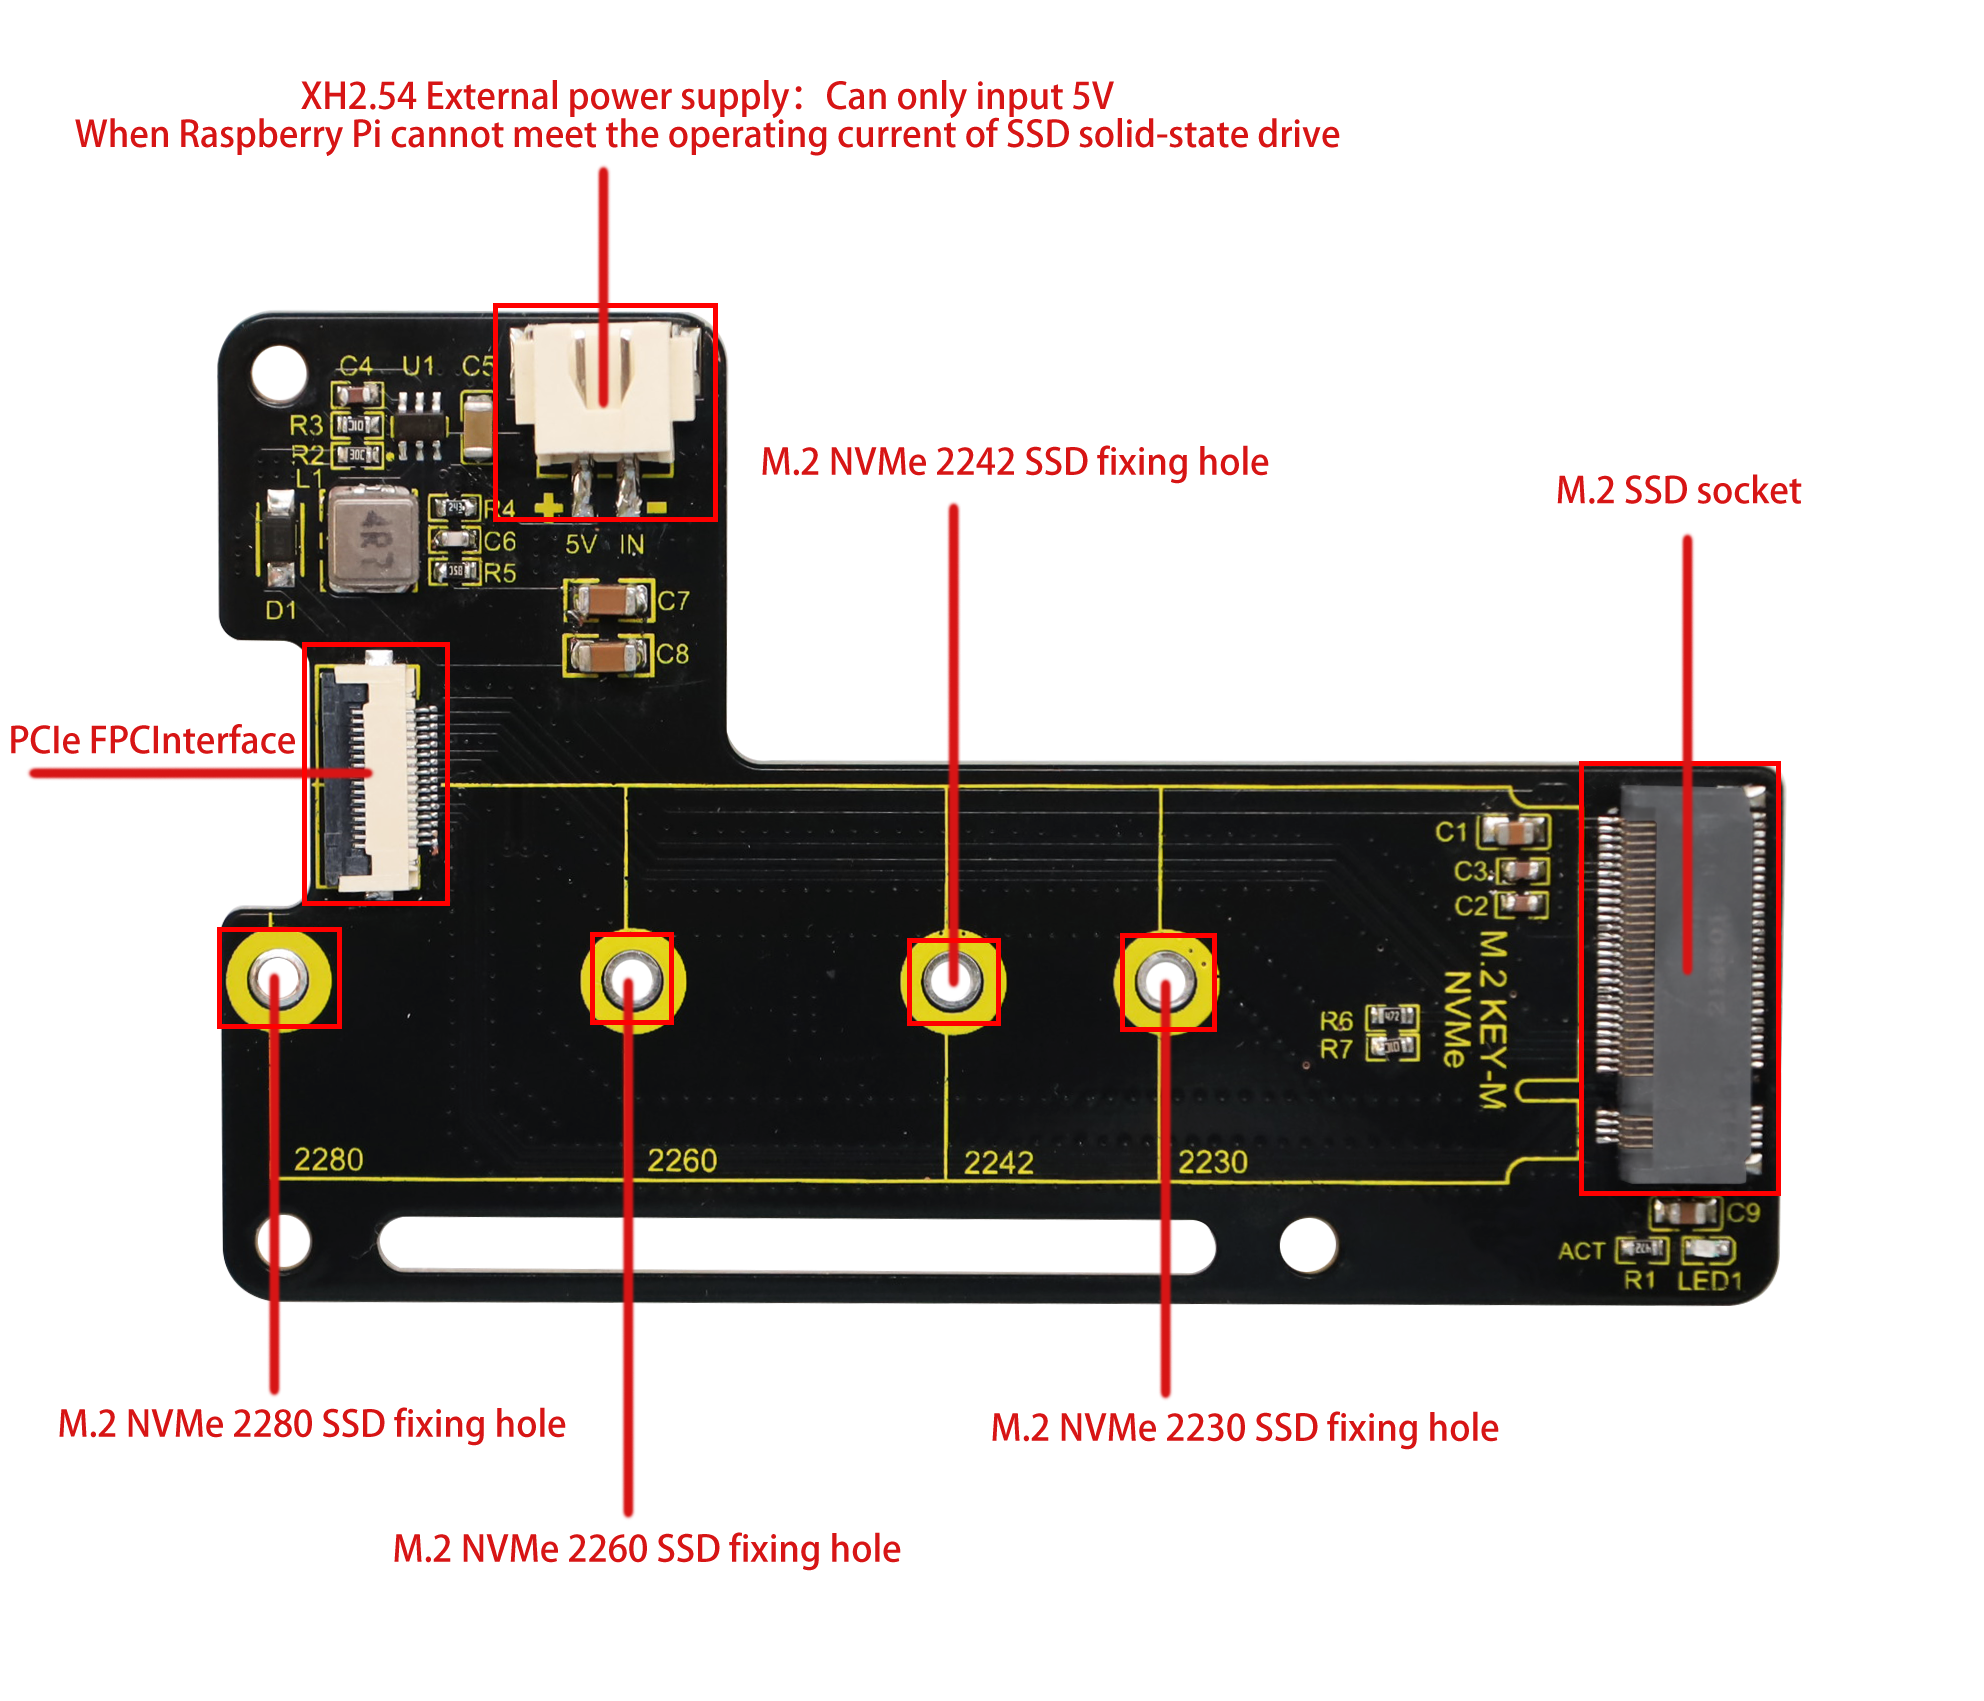 XH2.54 External power supply： Can only input 5V
When Raspberry Pi cannot meet the operating current of SSD solid-state drive
C4 U1 C5
R3
R2
L1
4R7
R4
C6
R5
D1
+ -
5V IN
C7
C8
M.2 NVMe 2242 SSD fixing hole
M.2 SSD socket
PCIe FPCInterface
C1
C3
C2
M.2 KEY-M
NVMe
R6
R7
2280 2260 2242 2230
C9
ACT
R1 LED1
M.2 NVMe 2280 SSD fixing hole
M.2 NVMe 2230 SSD fixing hole
M.2 NVMe 2260 SSD fixing hole